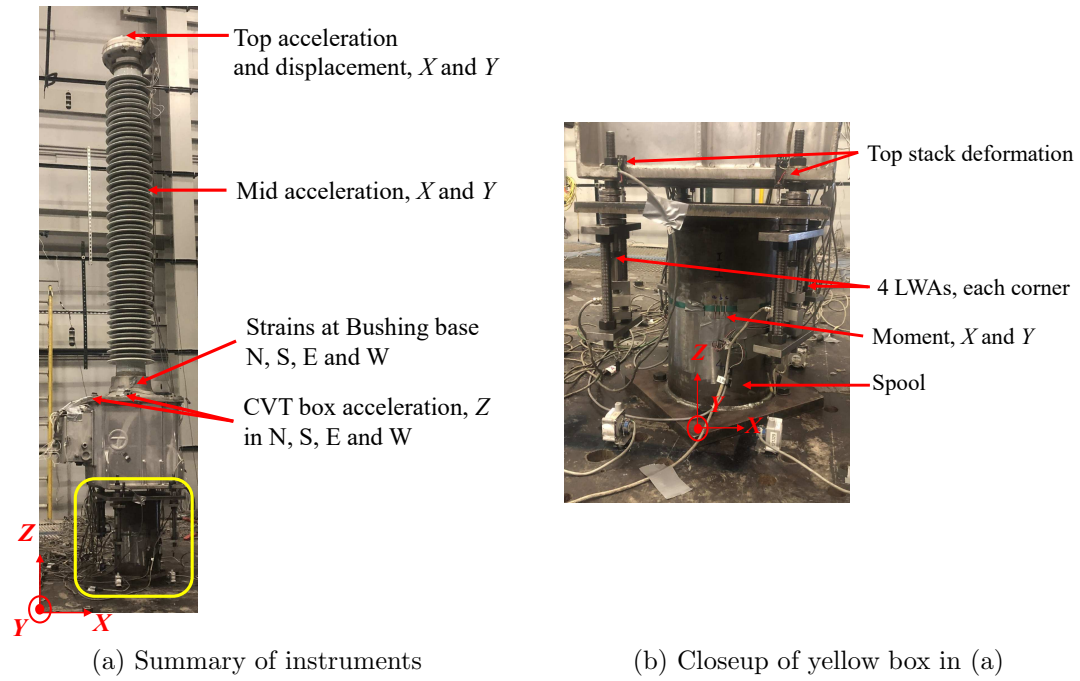 Top acceleration
and displacement, X and Y
Mid acceleration, X and Y
Strains at Bushing base
N, S, E and W
CVT box acceleration, Z
in N, S, E and W
Z
Y
X
(a) Summary of instruments
Top stack deformation
4 LWAs, each corner
Moment, X and Y
Spool
Z
Y
X
(b) Closeup of yellow box in (a)